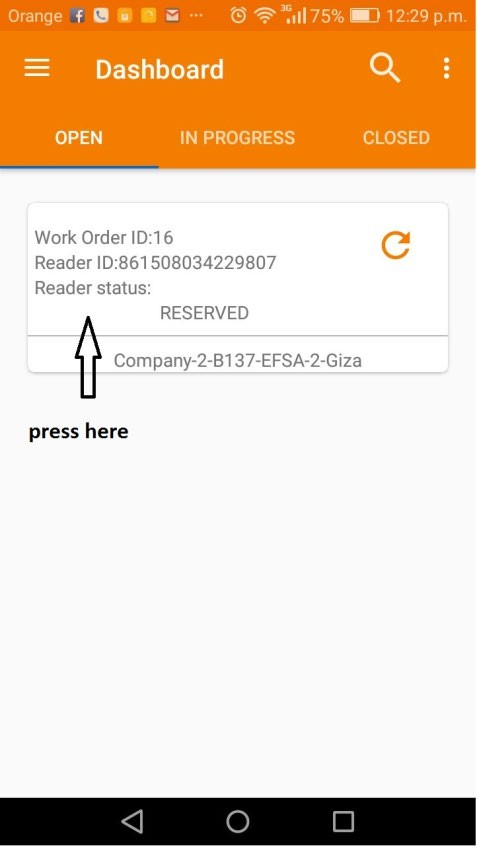 Orange 3G 75% 12:29 p.m.
Dashboard
OPEN IN PROGRESS CLOSED
Work Order ID:16
Reader ID:861508034229807
Reader status:
RESERVED
Company-2-B137-EFSA-2-Giza
press here